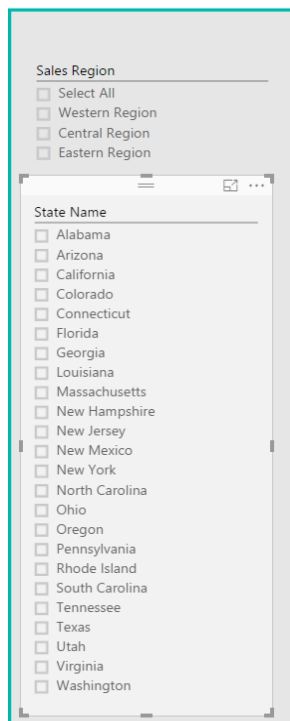 Sales Region
Select All
Western Region
Central Region
Eastern Region
State Name
Alabama
Arizona
California
Colorado
Connecticut
Florida
Georgia
Louisiana
Massachusetts
New Hampshire
New Jersey
New Mexico
New York
North Carolina
Ohio
Oregon
Pennsylvania
Rhode Island
South Carolina
Tennessee
Texas
Utah
Virginia
Washington